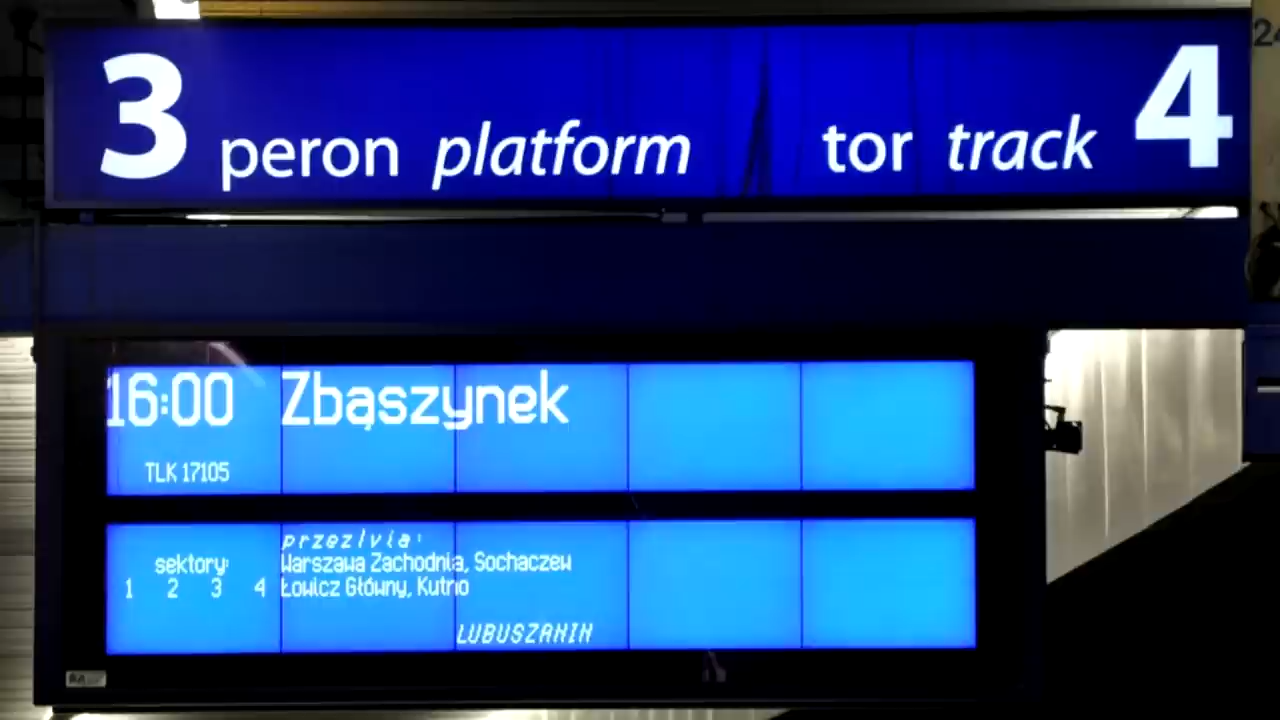 3 peron platform tor track 4
16:00 Zbąszynek
TLK 17105
przez/via:
sektory: Warszawa Zachodnia, Sochaczew
1 2 3 4 Łowicz Główny, Kutno
LUBUSZANIN